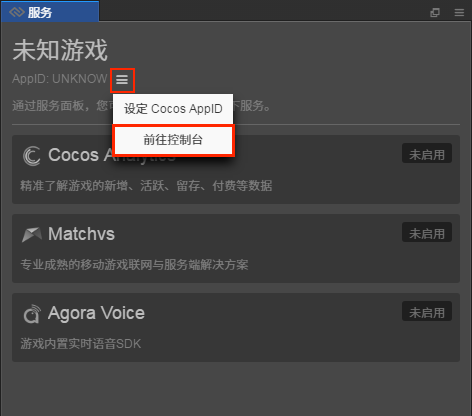 服务
未知游戏
AppID: UNKNOW
设定 Cocos AppID
通过服务面板，您可 下服务。
前往控制台
Cocos Analytics
未启用
精准了解游戏的新增、活跃、留存、付费等数据
Matchvs
未启用
专业成熟的移动游戏联网与服务端解决方案
Agora Voice
未启用
游戏内置实时语音SDK